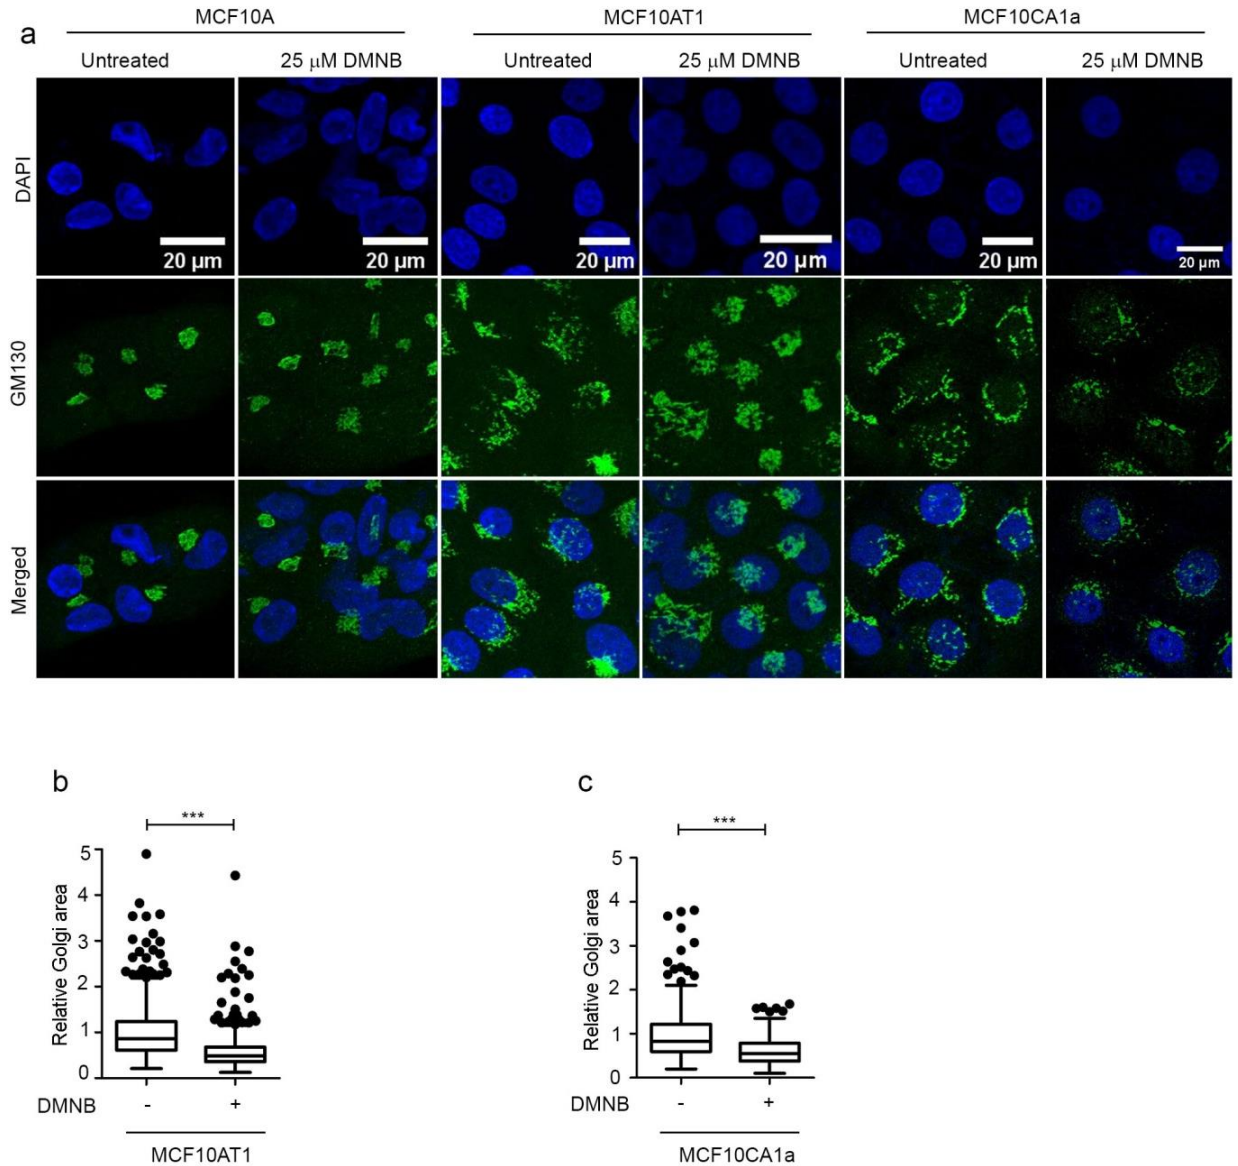 a
MCF10A MCF10AT1 MCF10CA1a
Untreated 25 μM DMNB Untreated 25 μM DMNB Untreated 25 μM DMNB
DAPI
20 μm 20 μm 20 μm 20 μm 20 μm 20 μm
GM130
Merged
b
***
Relative Golgi area
5
4
3
2
1
0
DMNB - +
MCF10AT1
c
***
Relative Golgi area
5
4
3
2
1
0
DMNB - +
MCF10CA1a